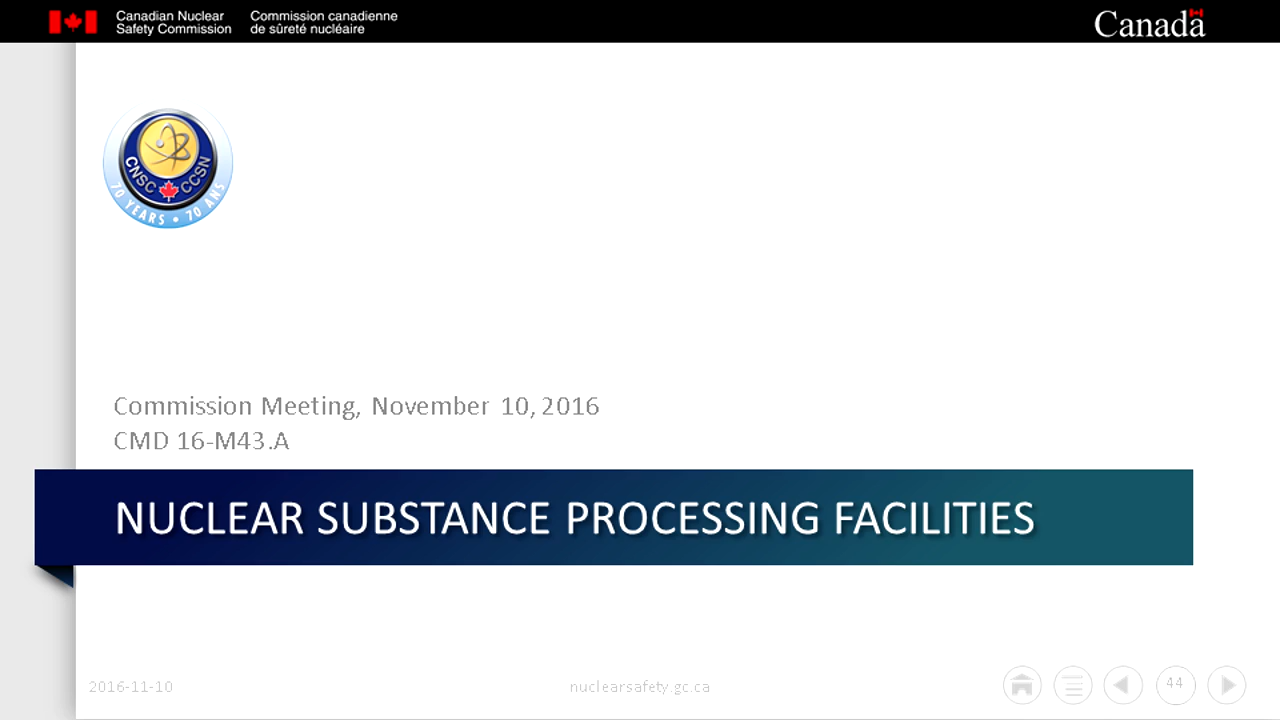 Canadian Nuclear
Safety Commission
Commission canadienne
de sûreté nucléaire
Canada
CNSC CCSN
70 YEARS • 70 ANS
Commission Meeting, November 10, 2016
CMD 16-M43.A
NUCLEAR SUBSTANCE PROCESSING FACILITIES
2016-11-10
nuclearsafety.gc.ca
44